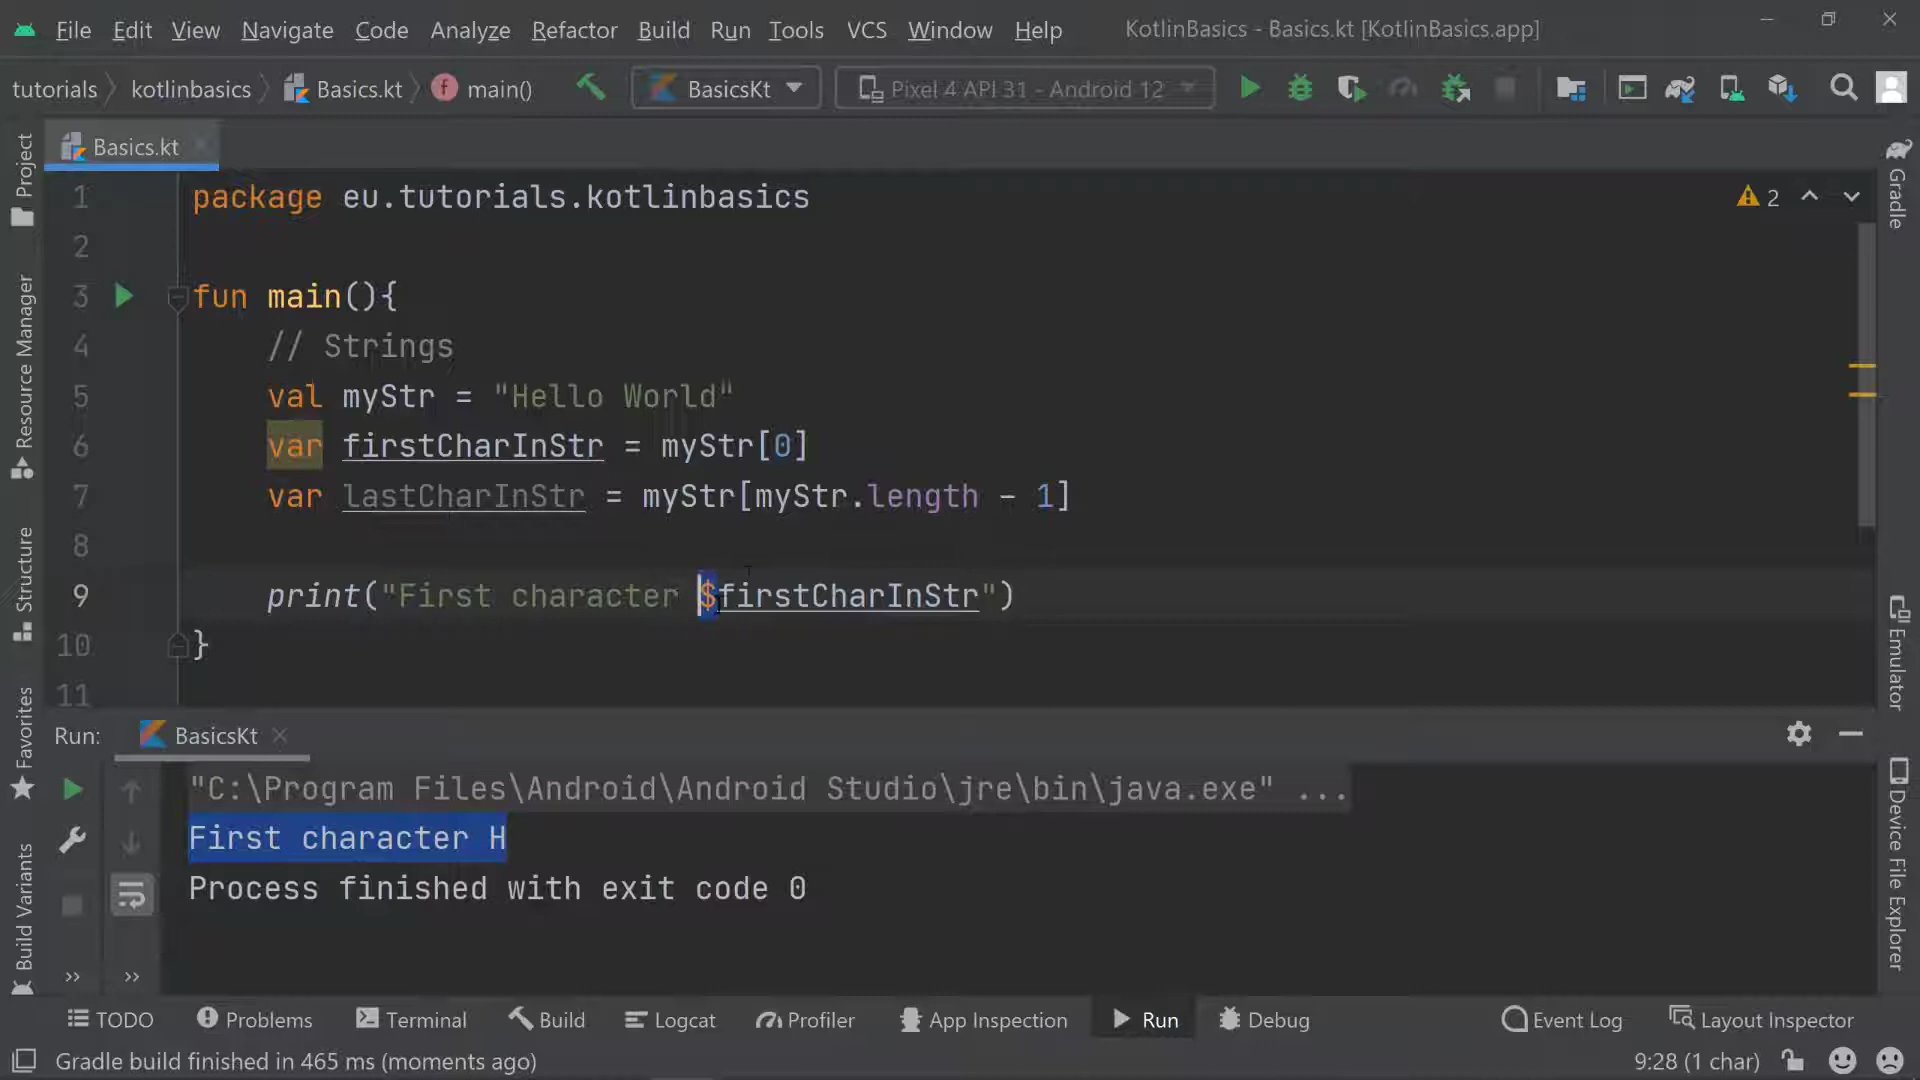 File Edit View Navigate Code Analyze Refactor Build Run Tools VCS Window Help KotlinBasics - Basics.kt [KotlinBasics.app]
tutorials kotlinbasics Basics.kt main() BasicsKt Pixel 4 API 31 - Android 12
Basics.kt
1 package eu.tutorials.kotlinbasics
2
3 fun main(){
4 // Strings
5 val myStr = "Hello World"
6 var firstCharInStr = myStr[0]
7 var lastCharInStr = myStr[myStr.length - 1]
8
9 print("First character $firstCharInStr")
10 }
11
2
Project
Resource Manager
Structure
Favorites
Build Variants
Gradle
Emulator
Device File Explorer
Run: BasicsKt
"C:\Program Files\Android\Android Studio\jre\bin\java.exe" ...
First character H
Process finished with exit code 0
TODO Problems Terminal Build Logcat Profiler App Inspection Run Debug Event Log Layout Inspector
Gradle build finished in 465 ms (moments ago) 9:28 (1 char)